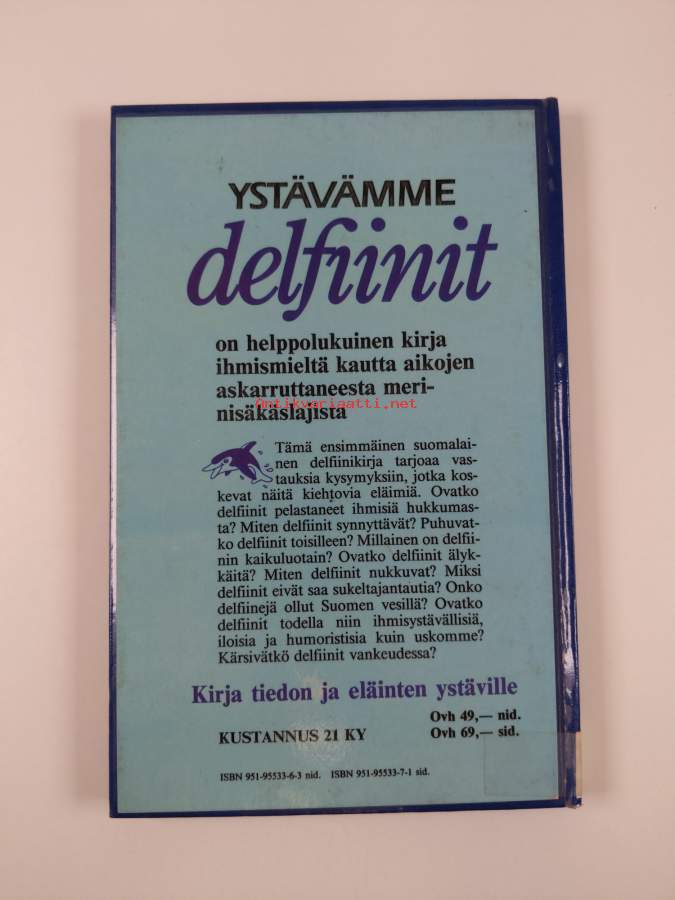 YSTÄVÄMME
delfiinit
on helppolukuinen kirja
ihmismieltä kautta aikojen
askarruttaneesta meri-
Antikvariaatti.net
nisäkäslajista
Tämä ensimmäinen suomalai-
nen delfiinikirja tarjoaa vas-
tauksia kysymyksiin, jotka kos-
kevat näitä kiehtovia eläimiä. Ovatko
delfiinit pelastaneet ihmisiä hukkumas-
ta? Miten delfiinit synnyttävät? Puhuvat-
ko delfiinit toisilleen? Millainen on delfii-
nin kaikuluotain? Ovatko delfiinit älyk-
käitä? Miten delfiinit nukkuvat? Miksi
delfiinit eivät saa sukeltajantautia? Onko
delfiinejä ollut Suomen vesillä? Ovatko
delfiinit todella niin ihmisystävällisiä,
iloisia ja humoristisia kuin uskomme?
Kärsivätkö delfiinit vankeudessa?
Kirja tiedon ja eläinten ystäville
Ovh 49,— nid.
KUSTANNUS 21 KY Ovh 69,— sid.
ISBN 951-95533-6-3 nid. ISBN 951-95533-7-1 sid.